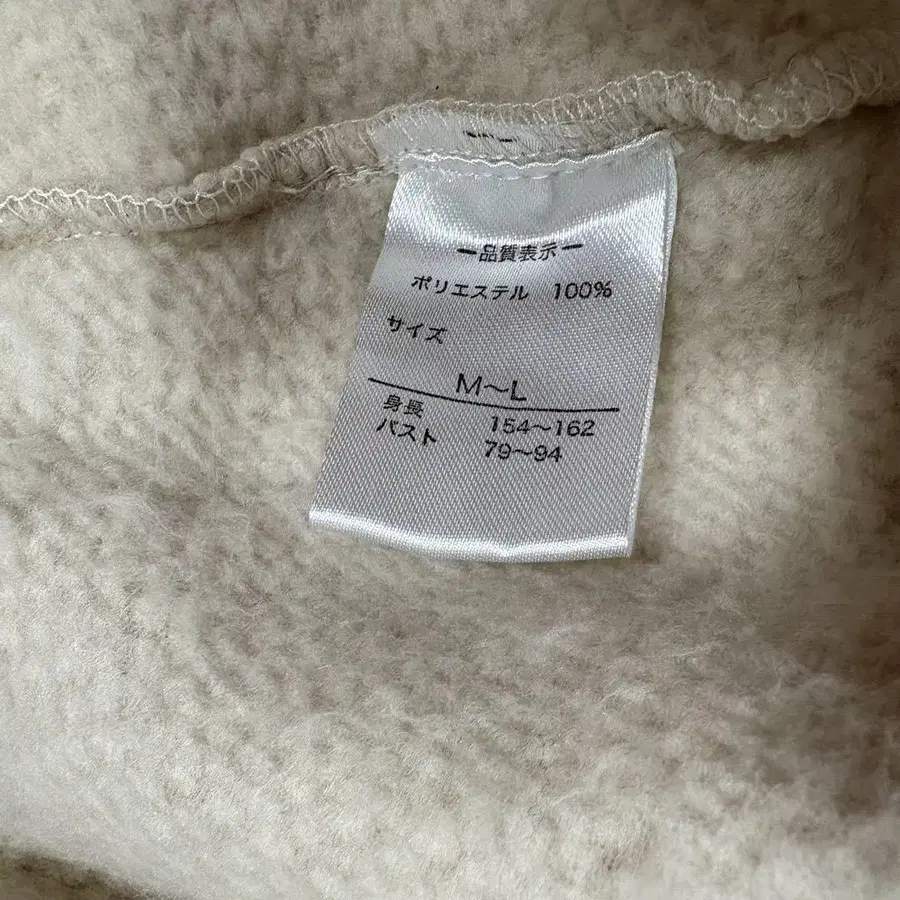 ー品質表示ー
ポリエステル 100%
サイズ
M〜L
身長 154〜162
バスト 79〜94